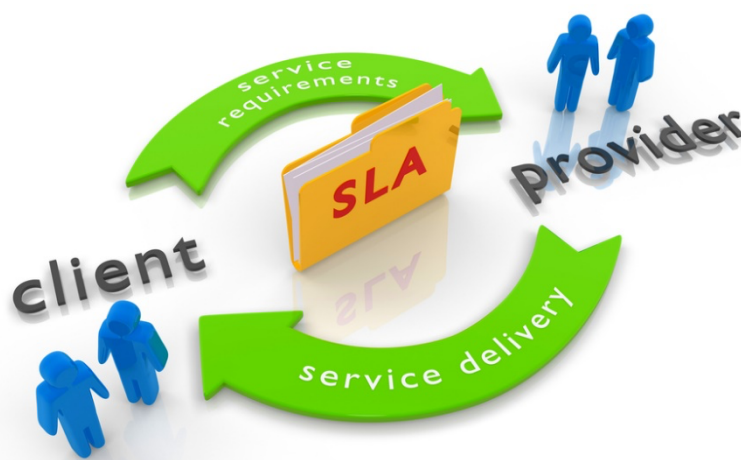 service
requirements
SLA
provider
client
service delivery